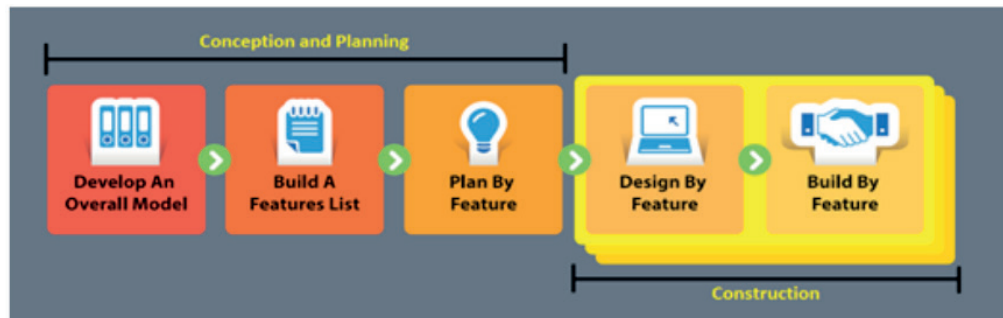 Conception and Planning
Develop An
Overall Model
Build A
Features List
Plan By
Feature
Design By
Feature
Build By
Feature
Construction